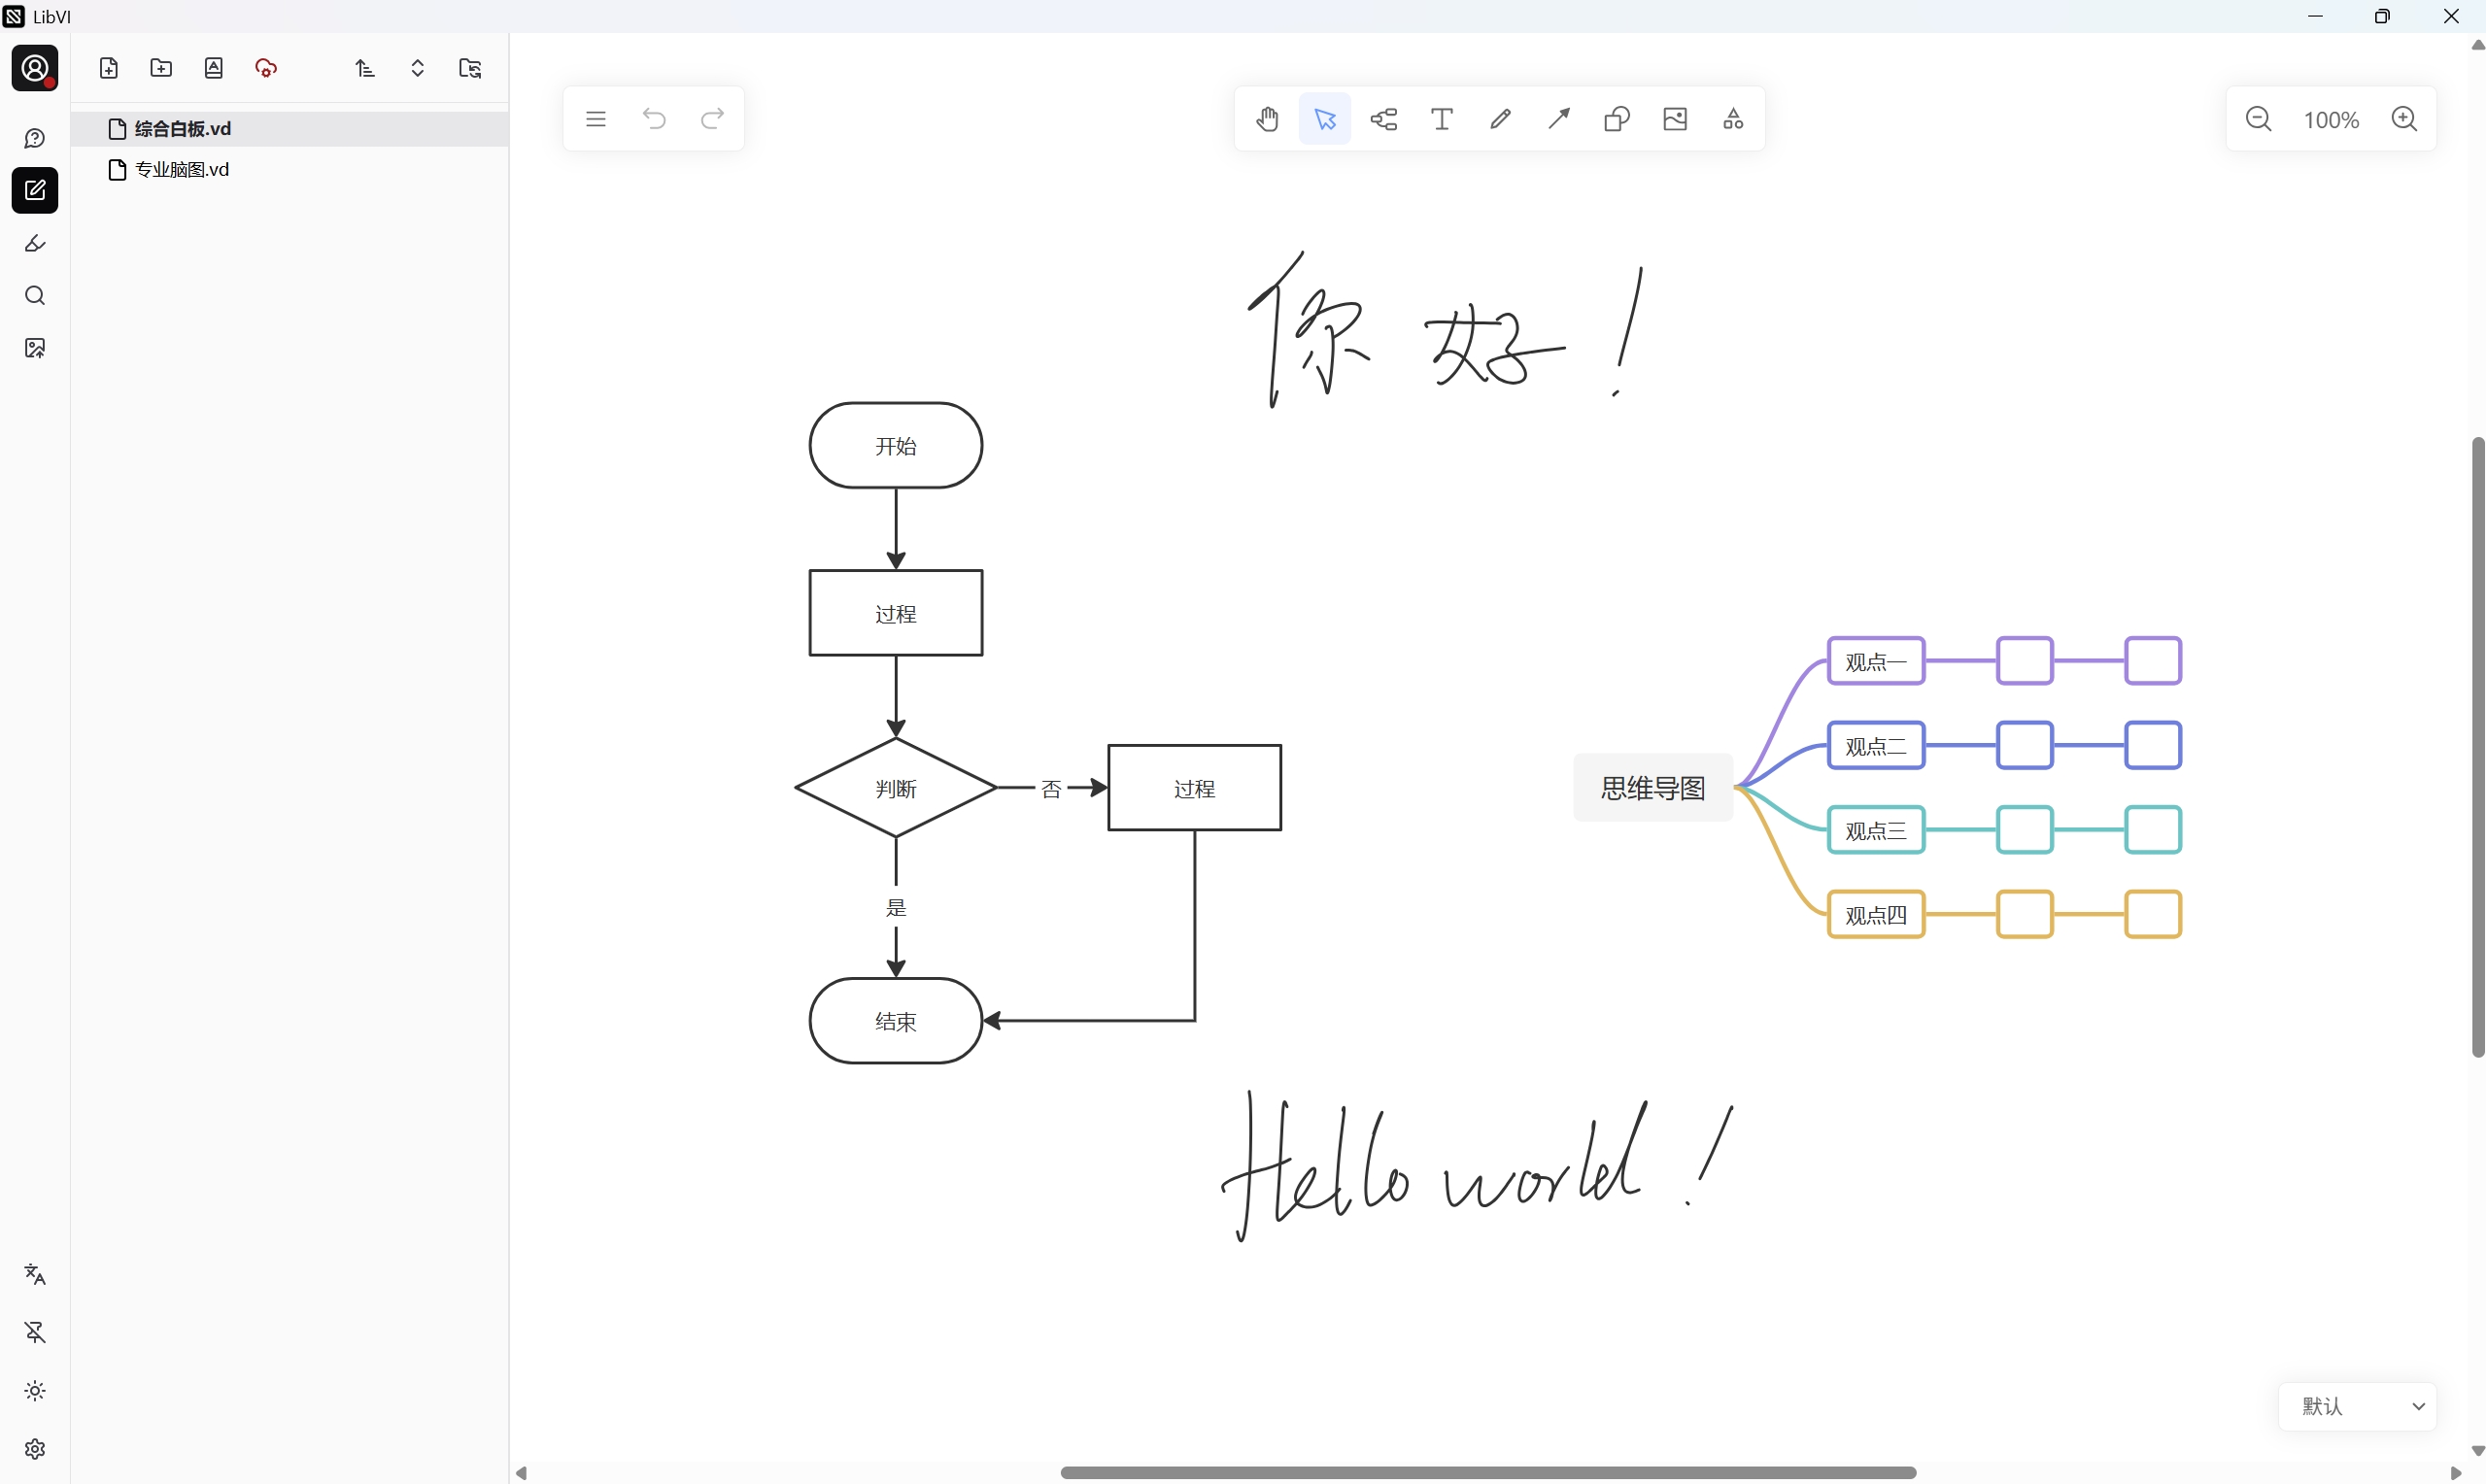 LibVI
综合白板.vd
专业脑图.vd
100%
你好！
开始
过程
判断
否
过程
是
结束
思维导图
观点一
观点二
观点三
观点四
Hello world !
默认